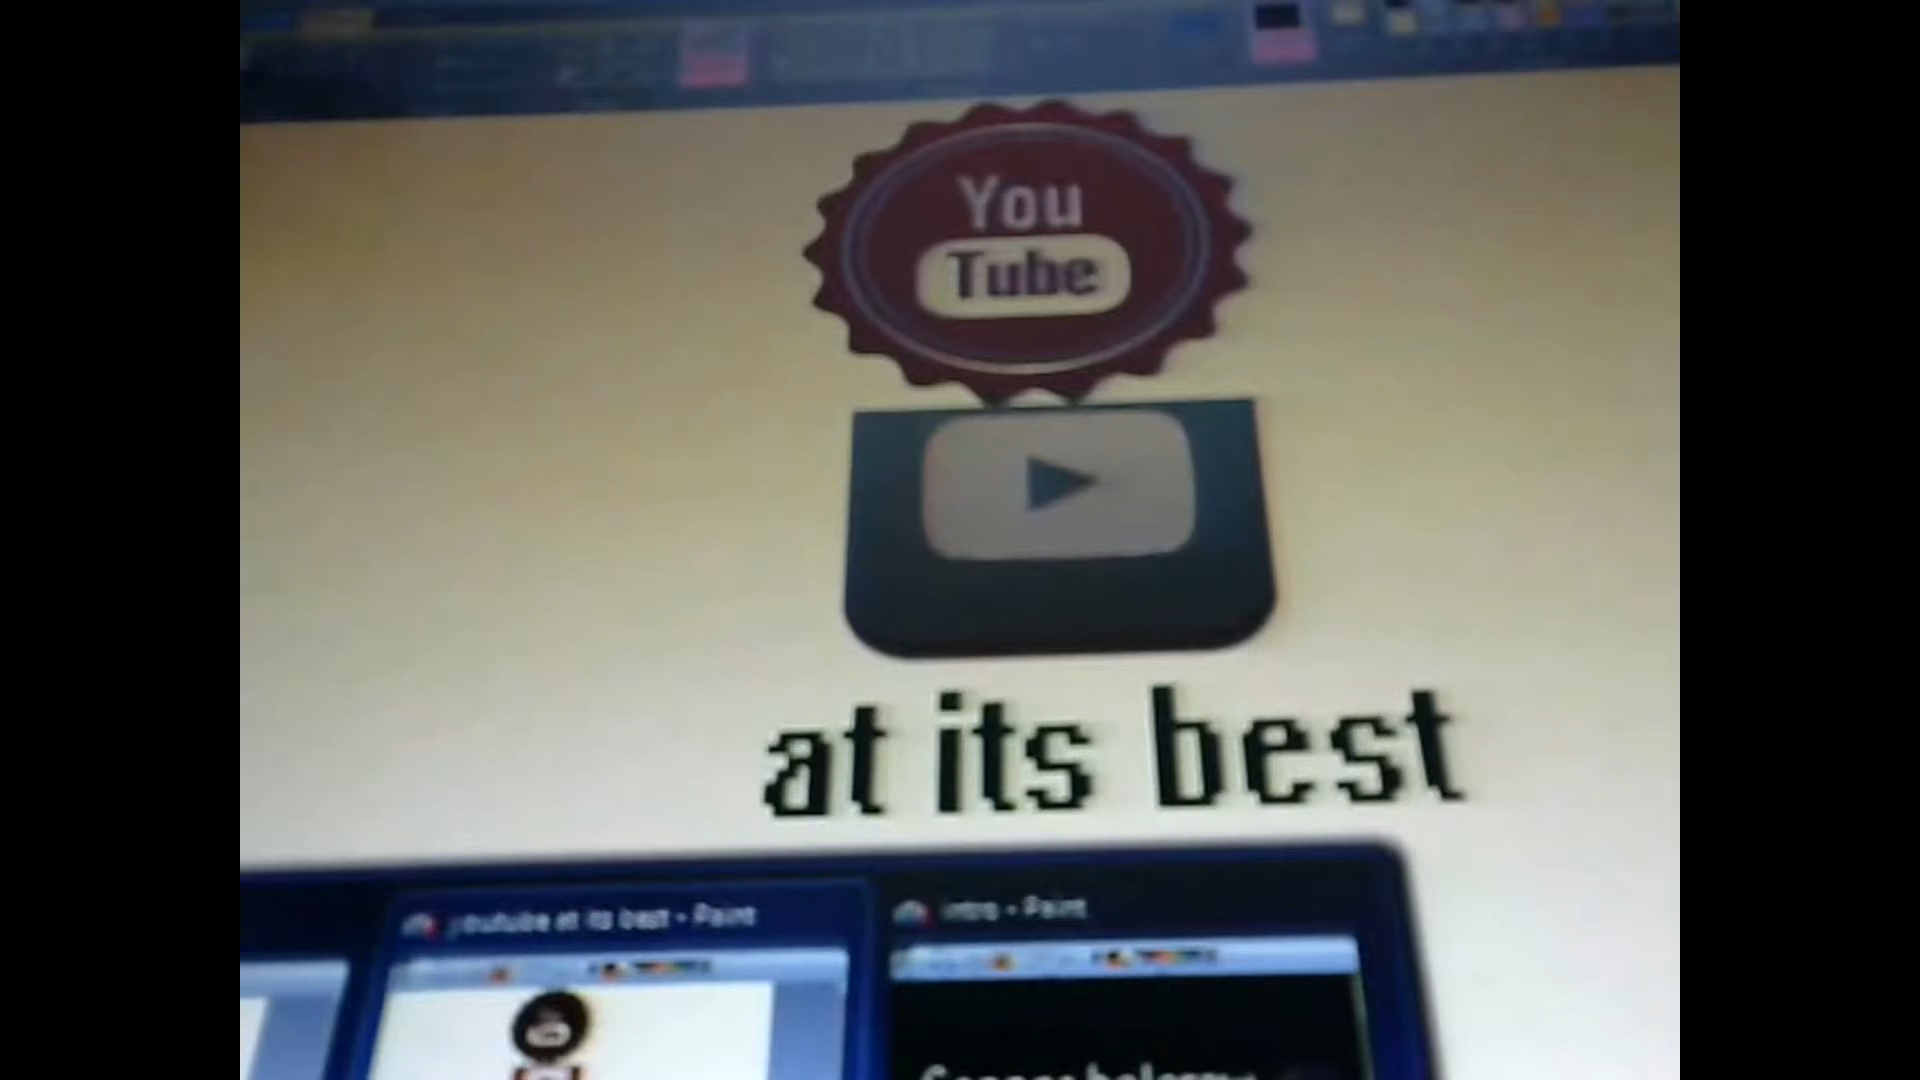 You
Tube
at its best
youtube at its best - Paint
intro - Paint